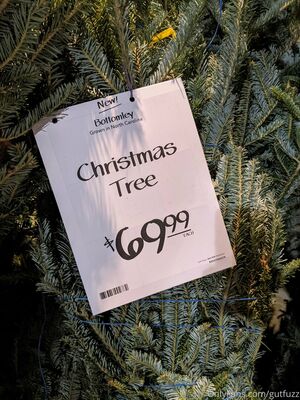 New!
Bottomley
Grown in North Carolina
Christmas
Tree
$69.99
EACH
onlyfans.com/gutfuzz